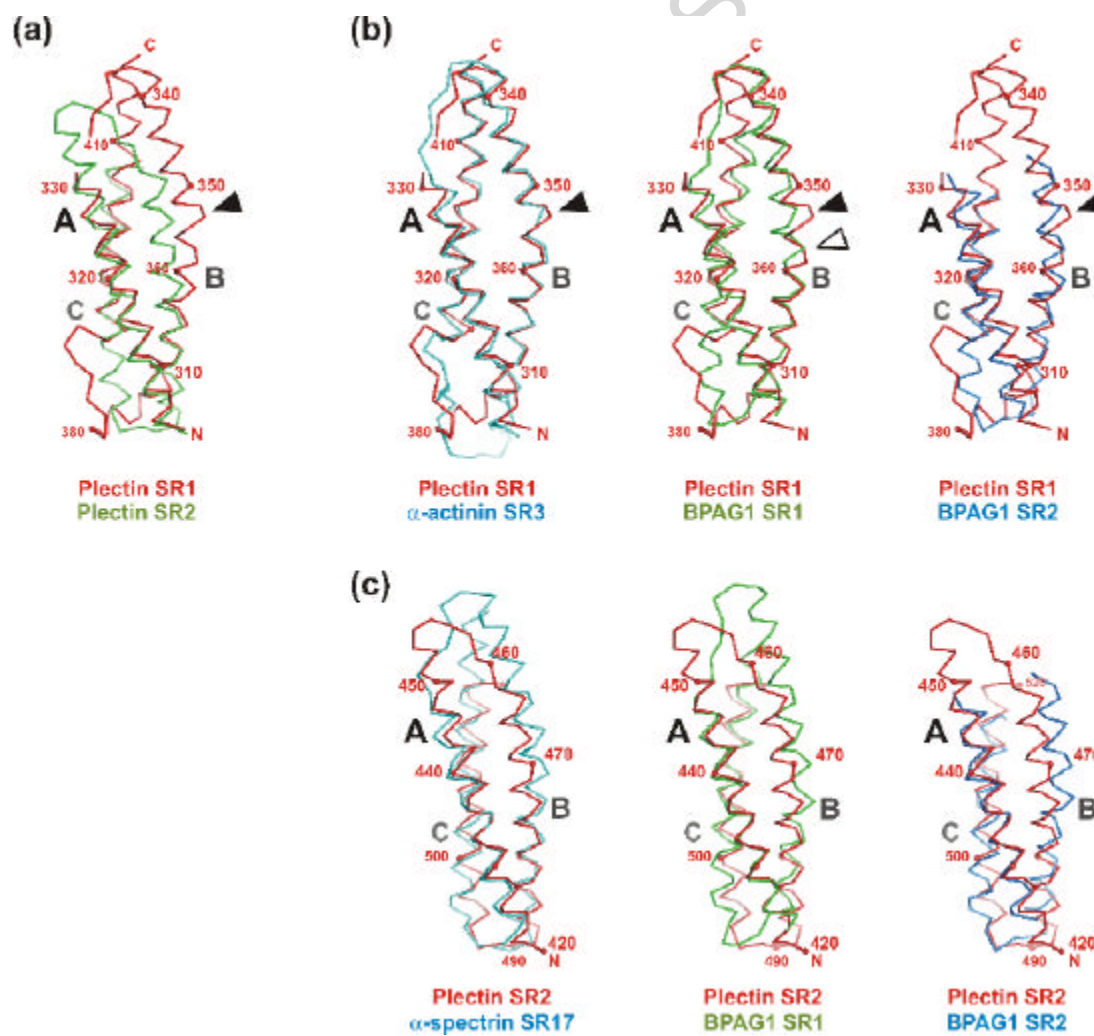 S
(a)
C
340
410
330
350
A
320
360
B
C
310
380
N
Plectin SR1
Plectin SR2
(b)
C
340
410
330
350
A
320
360
B
C
310
380
N
Plectin SR1
α-actinin SR3
C
340
410
330
350
A
320
360
B
C
310
380
N
Plectin SR1
BPAG1 SR1
C
340
410
330
350
A
320
360
B
C
310
380
N
Plectin SR1
BPAG1 SR2
(c)
460
450
A
470
440
B
C
500
420
490
N
Plectin SR2
α-spectrin SR17
460
450
A
470
440
B
C
500
420
490
N
Plectin SR2
BPAG1 SR1
460
450
A
470
440
B
C
500
420
490
N
Plectin SR2
BPAG1 SR2